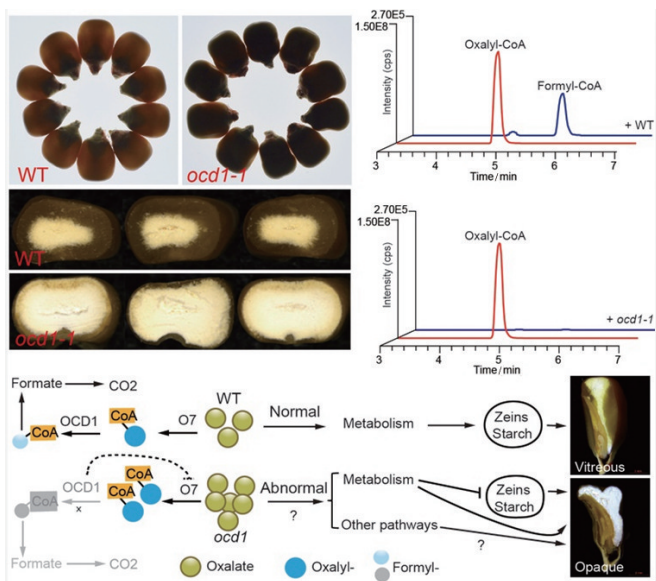 WT
ocd1-1
WT
ocd1-1
2.70E5
1.50E8
Intensity (cps)
Oxalyl-CoA
Formyl-CoA
+ WT
3 4 5 6 7
Time/min
2.70E5
1.50E8
Intensity (cps)
Oxalyl-CoA
+ ocd1-1
3 4 5 6 7
Time/min
Formate CO2
WT
OCD1 CoA O7 Normal
CoA
Metabolism
Zeins
Starch
Vitreous
OCD1 CoA O7 Abnormal
CoA CoA
x
?
ocd1
Metabolism
Other pathways
?
Zeins
Starch
Opaque
Formate CO2
Oxalate Oxalyl- Formyl-